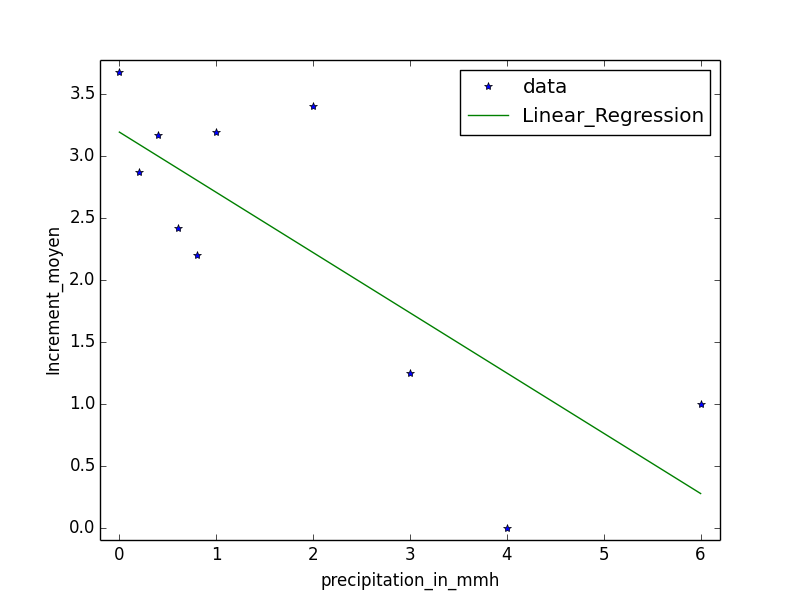 data
Linear_Regression
3.5
3.0
2.5
2.0
1.5
1.0
0.5
0.0
Increment_moyen
0 1 2 3 4 5 6
precipitation_in_mmh